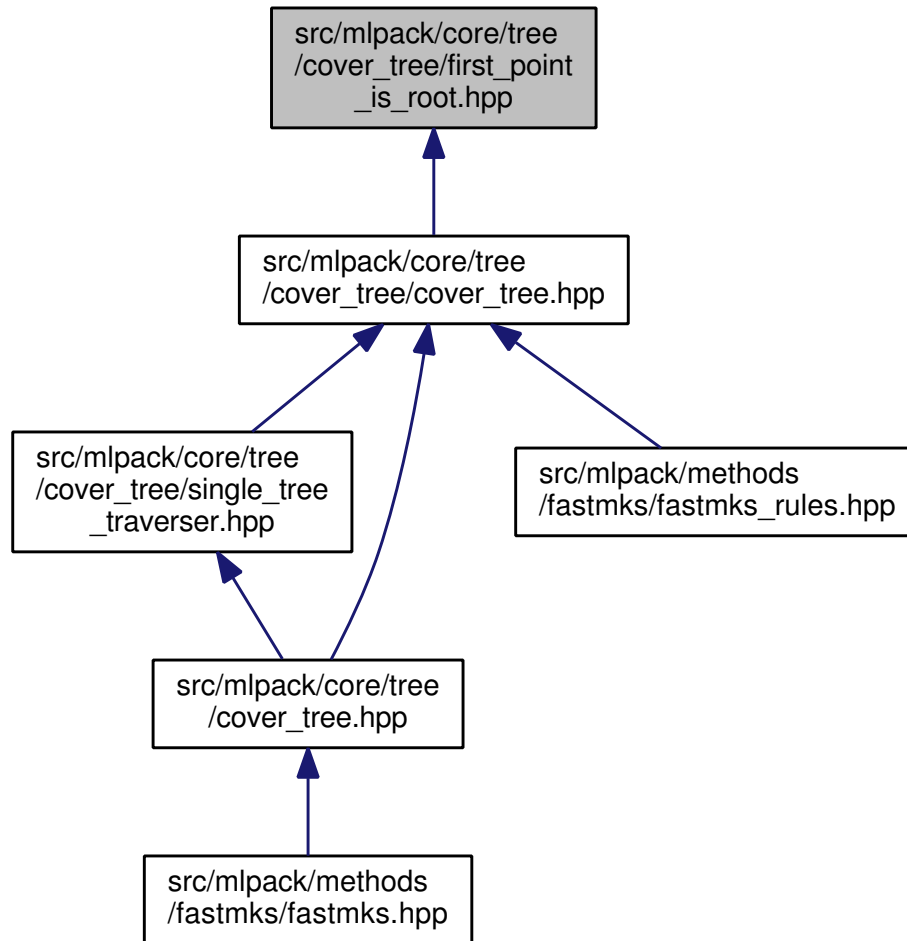 src/mlpack/core/tree
/cover_tree/first_point
_is_root.hpp
src/mlpack/core/tree
/cover_tree/cover_tree.hpp
src/mlpack/core/tree
/cover_tree/single_tree
_traverser.hpp
src/mlpack/methods
/fastmks/fastmks_rules.hpp
src/mlpack/core/tree
/cover_tree.hpp
src/mlpack/methods
/fastmks/fastmks.hpp